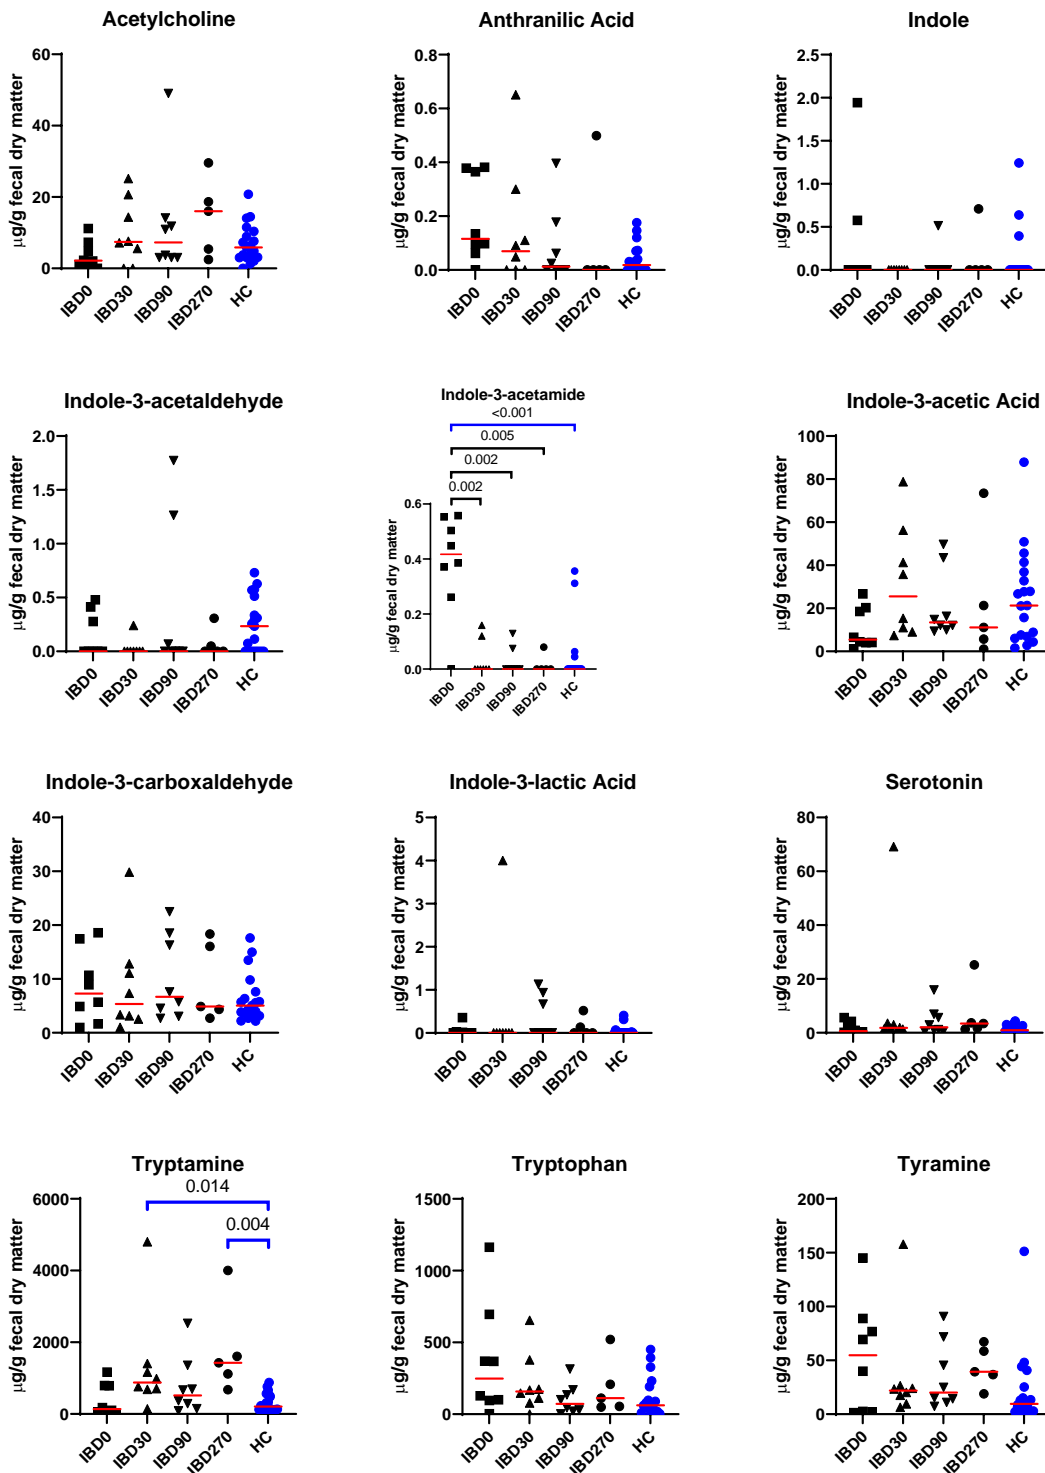 Acetylcholine
μg/g fecal dry matter
60
40
20
0
IBD0
IBD30
IBD90
IBD270
HC
Anthranilic Acid
μg/g fecal dry matter
0.8
0.6
0.4
0.2
0.0
IBD0
IBD30
IBD90
IBD270
HC
Indole
μg/g fecal dry matter
2.5
2.0
1.5
1.0
0.5
0.0
IBD0
IBD30
IBD90
IBD270
HC
Indole-3-acetaldehyde
μg/g fecal dry matter
2.0
1.5
1.0
0.5
0.0
IBD0
IBD30
IBD90
IBD270
HC
Indole-3-acetamide
<0.001
0.005
0.002
0.002
μg/g fecal dry matter
0.6
0.4
0.2
0.0
IBD0
IBD30
IBD90
IBD270
HC
Indole-3-acetic Acid
μg/g fecal dry matter
100
80
60
40
20
0
IBD0
IBD30
IBD90
IBD270
HC
Indole-3-carboxaldehyde
μg/g fecal dry matter
40
30
20
10
0
IBD0
IBD30
IBD90
IBD270
HC
Indole-3-lactic Acid
μg/g fecal dry matter
5
4
3
2
1
0
IBD0
IBD30
IBD90
IBD270
HC
Serotonin
μg/g fecal dry matter
80
60
40
20
0
IBD0
IBD30
IBD90
IBD270
HC
Tryptamine
0.014
0.004
μg/g fecal dry matter
6000
4000
2000
0
IBD0
IBD30
IBD90
IBD270
HC
Tryptophan
μg/g fecal dry matter
1500
1000
500
0
IBD0
IBD30
IBD90
IBD270
HC
Tyramine
μg/g fecal dry matter
200
150
100
50
0
IBD0
IBD30
IBD90
IBD270
HC